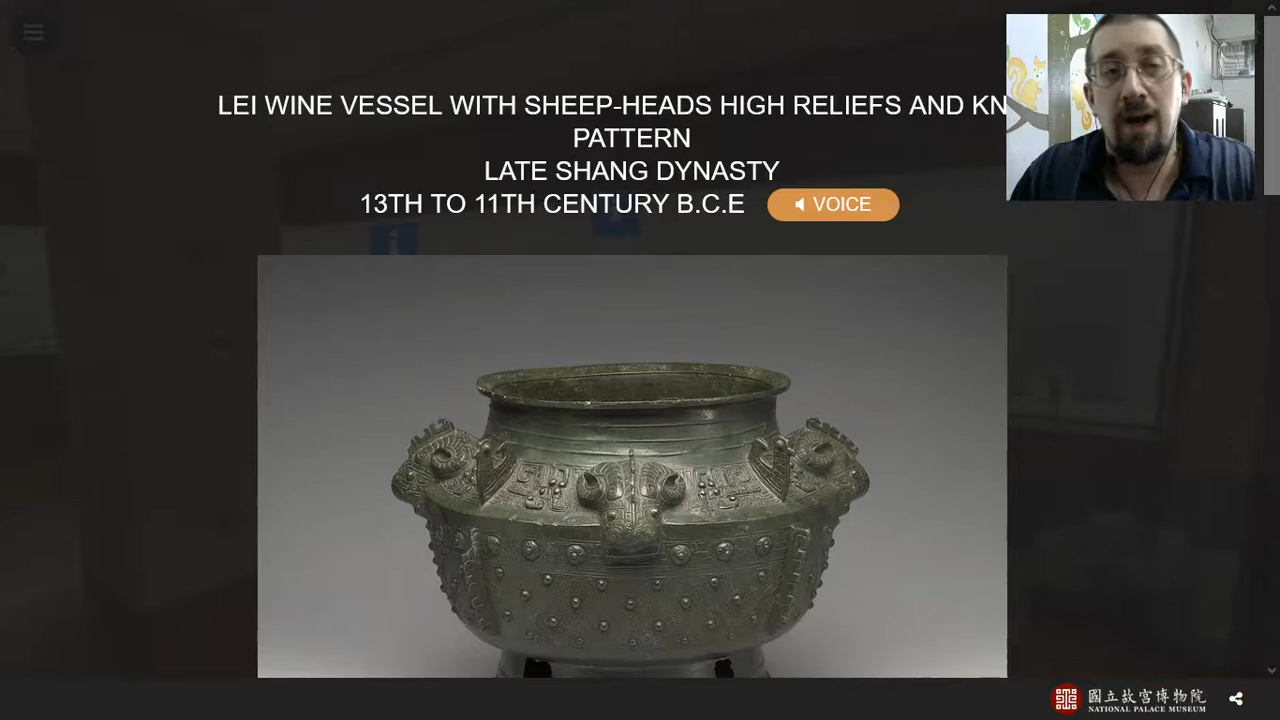 LEI WINE VESSEL WITH SHEEP-HEADS HIGH RELIEFS AND
PATTERN
LATE SHANG DYNASTY
13TH TO 11TH CENTURY B.C.E
VOICE
國立故宮博物院
NATIONAL PALACE MUSEUM